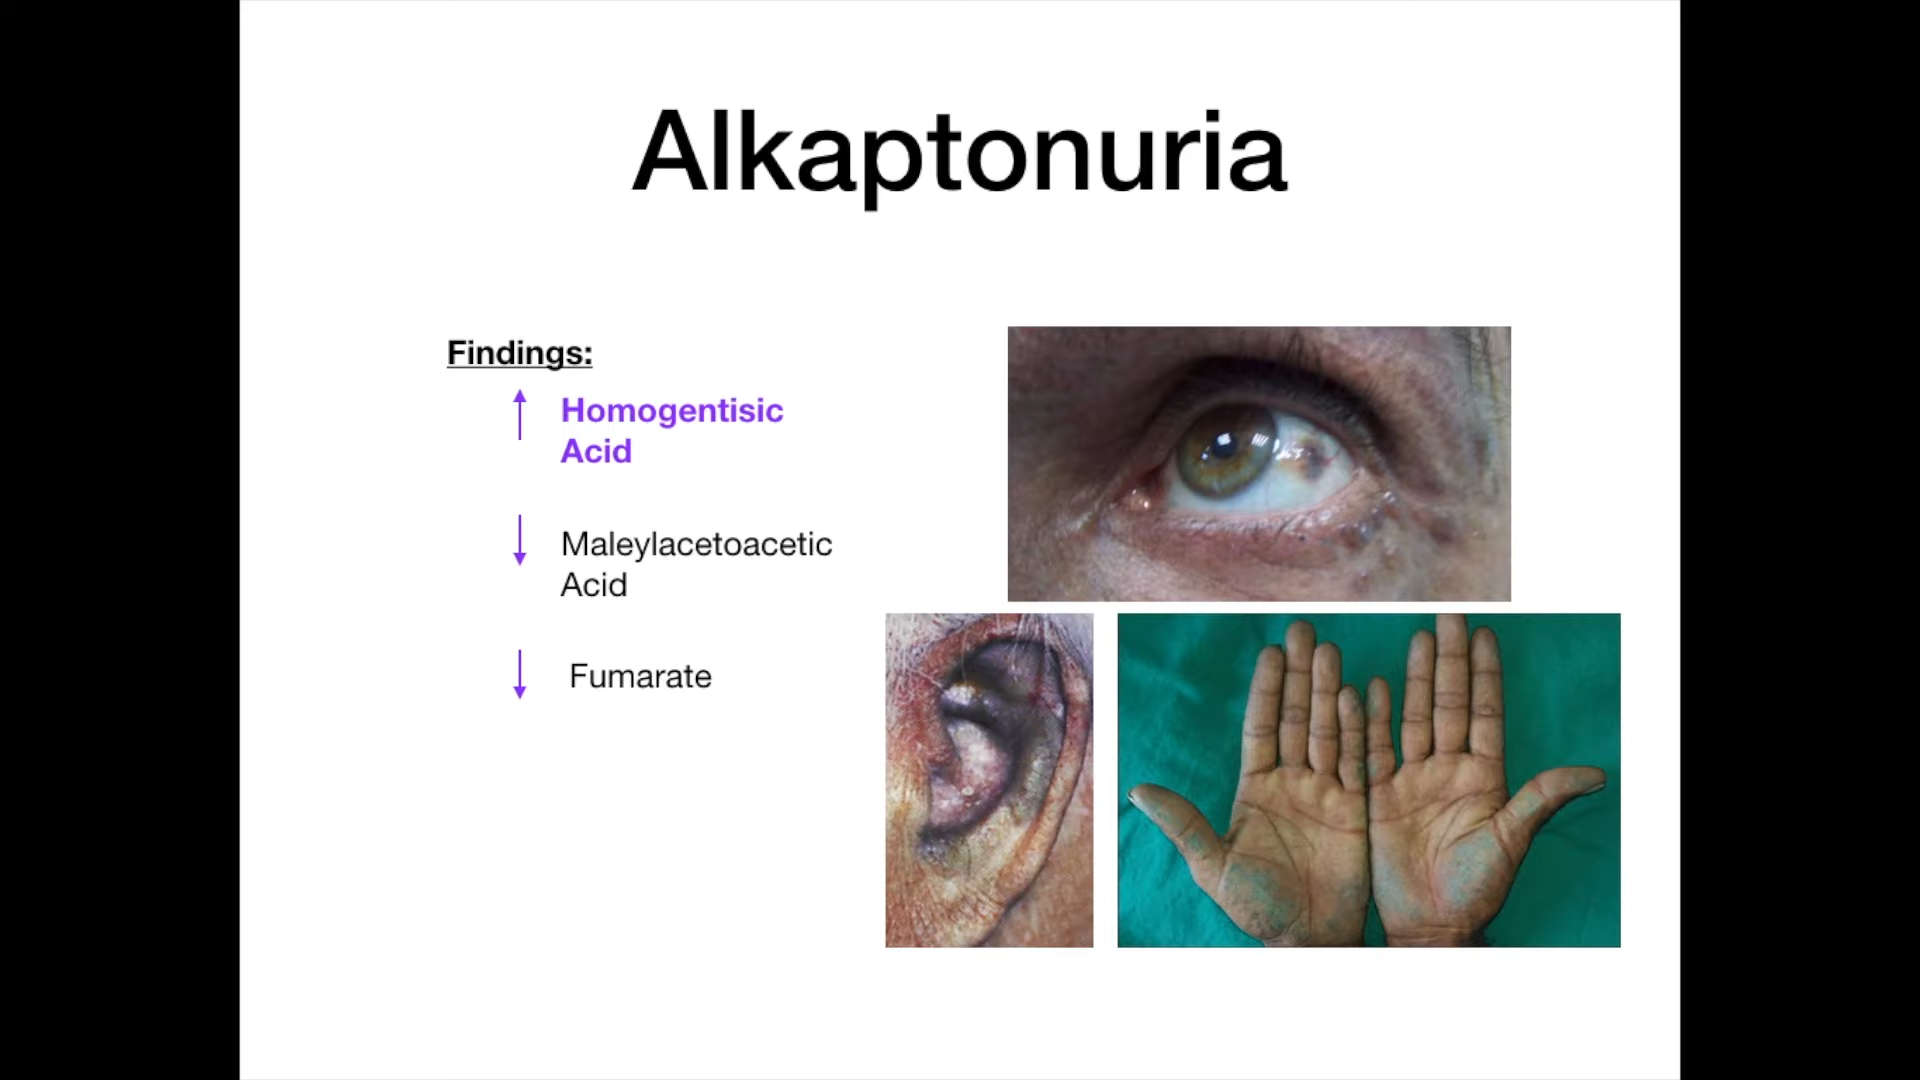 Alkaptonuria
Findings:
Homogentisic
Acid
Maleylacetoacetic
Acid
Fumarate